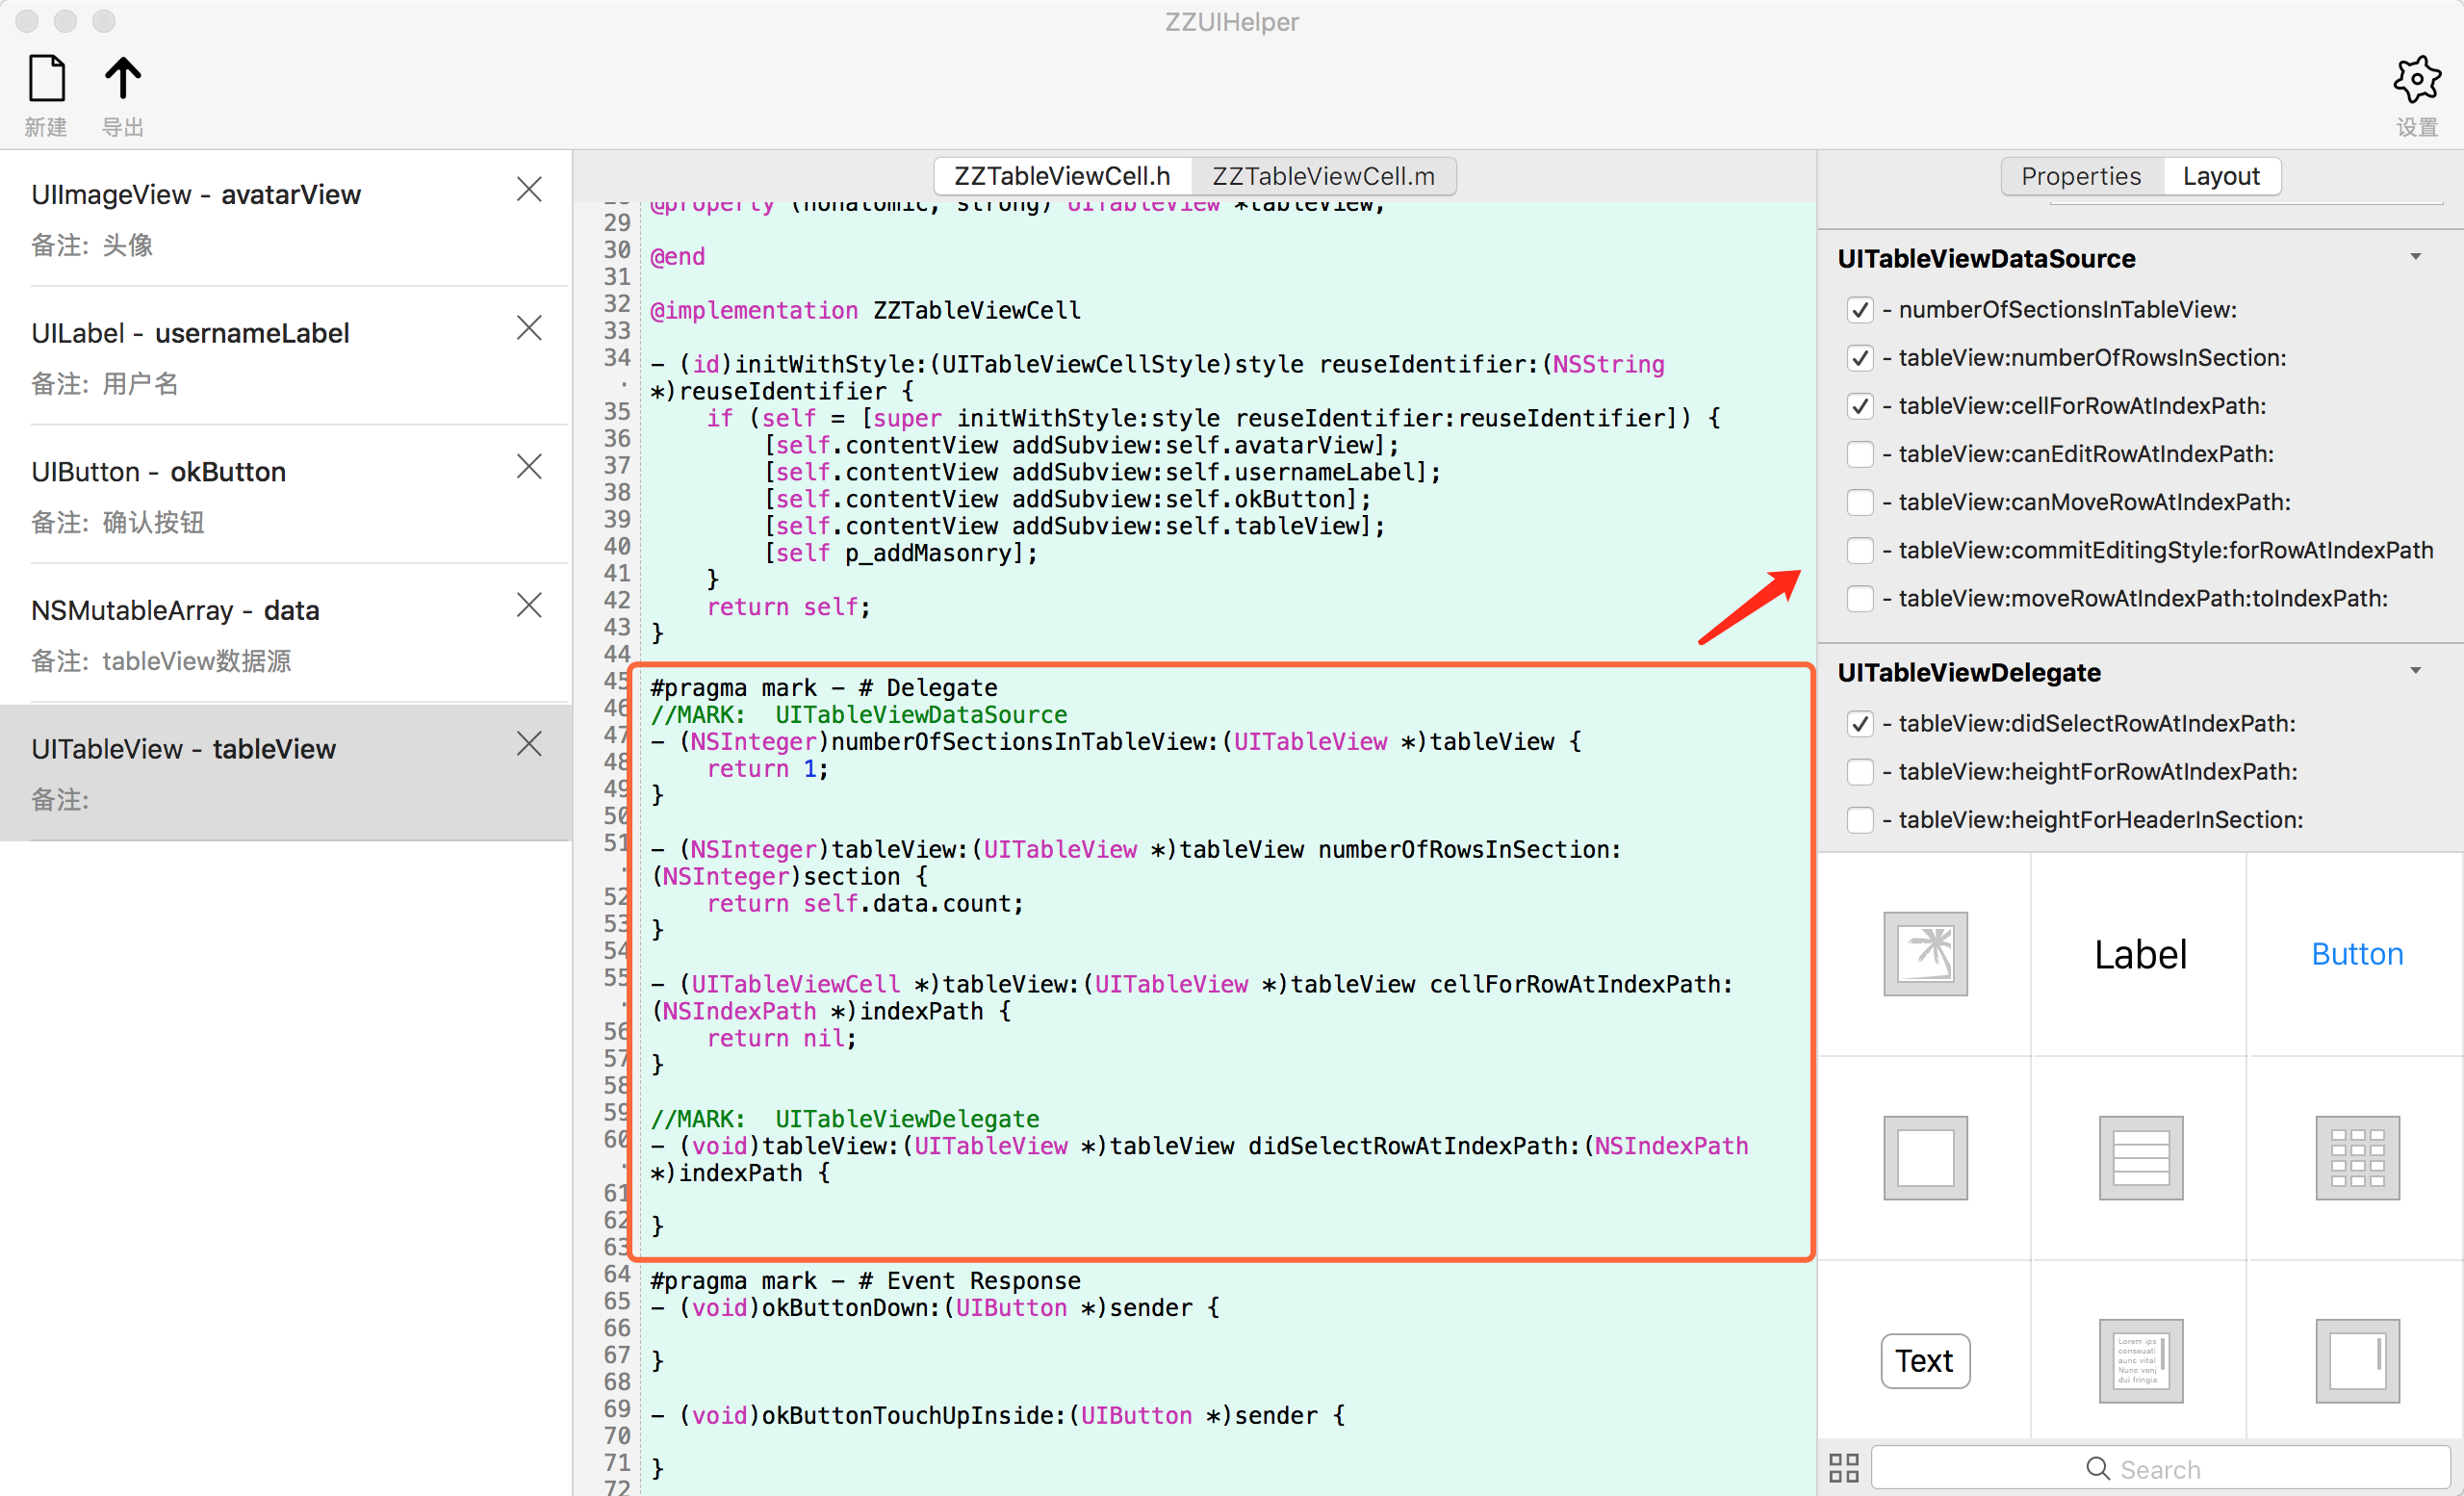 ZZUIHelper
新建
导出
设置
UIImageView - avatarView
备注: 头像
UILabel - usernameLabel
备注: 用户名
UIButton - okButton
备注: 确认按钮
NSMutableArray - data
备注: tableView数据源
UITableView - tableView
备注:
ZZTableViewCell.h
ZZTableViewCell.m
28 @property (nonatomic, strong) UITableView *tableView;
29
30 @end
31
32 @implementation ZZTableViewCell
33
34 - (id)initWithStyle:(UITableViewCellStyle)style reuseIdentifier:(NSString
· *)reuseIdentifier {
35 if (self = [super initWithStyle:style reuseIdentifier:reuseIdentifier]) {
36 [self.contentView addSubview:self.avatarView];
37 [self.contentView addSubview:self.usernameLabel];
38 [self.contentView addSubview:self.okButton];
39 [self.contentView addSubview:self.tableView];
40 [self p_addMasonry];
41 }
42 return self;
43 }
44
45 #pragma mark - # Delegate
46 //MARK: UITableViewDataSource
47 - (NSInteger)numberOfSectionsInTableView:(UITableView *)tableView {
48 return 1;
49 }
50
51 - (NSInteger)tableView:(UITableView *)tableView numberOfRowsInSection:
· (NSInteger)section {
52 return self.data.count;
53 }
54
55 - (UITableViewCell *)tableView:(UITableView *)tableView cellForRowAtIndexPath:
· (NSIndexPath *)indexPath {
56 return nil;
57 }
58
59 //MARK: UITableViewDelegate
60 - (void)tableView:(UITableView *)tableView didSelectRowAtIndexPath:(NSIndexPath
· *)indexPath {
61
62 }
63
64 #pragma mark - # Event Response
65 - (void)okButtonDown:(UIButton *)sender {
66
67 }
68
69 - (void)okButtonTouchUpInside:(UIButton *)sender {
70
71 }
72
Properties
Layout
UITableViewDataSource
- numberOfSectionsInTableView:
- tableView:numberOfRowsInSection:
- tableView:cellForRowAtIndexPath:
- tableView:canEditRowAtIndexPath:
- tableView:canMoveRowAtIndexPath:
- tableView:commitEditingStyle:forRowAtIndexPath
- tableView:moveRowAtIndexPath:toIndexPath:
UITableViewDelegate
- tableView:didSelectRowAtIndexPath:
- tableView:heightForRowAtIndexPath:
- tableView:heightForHeaderInSection:
Label
Button
Text
Lorem ips
conseuati
aunc vital
Nunc venj
dui fringia
Search